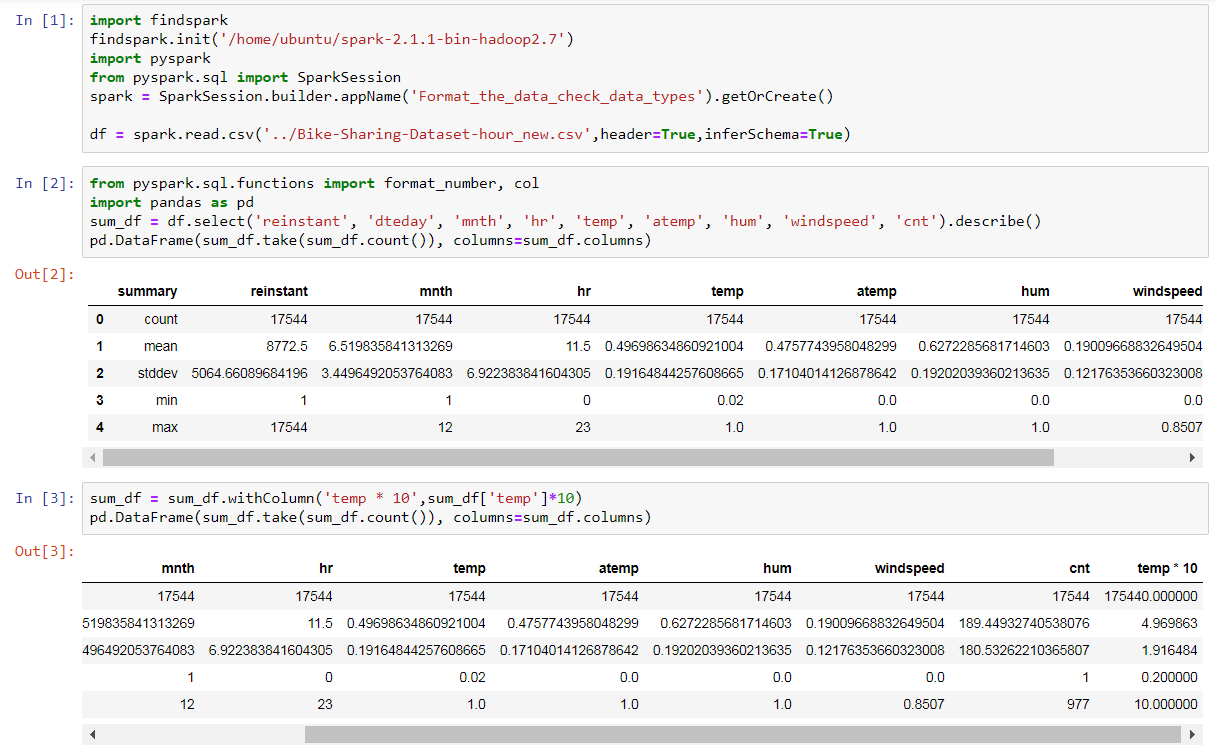 In [1]: import findspark
findspark.init('/home/ubuntu/spark-2.1.1-bin-hadoop2.7')
import pyspark
from pyspark.sql import SparkSession
spark = SparkSession.builder.appName('Format_the_data_check_data_types').getOrCreate()
df = spark.read.csv('../Bike-Sharing-Dataset-hour_new.csv',header=True,inferSchema=True)
In [2]: from pyspark.sql.functions import format_number, col
import pandas as pd
sum_df = df.select('reinstant', 'dteday', 'mnth', 'hr', 'temp', 'atemp', 'hum', 'windspeed', 'cnt').describe()
pd.DataFrame(sum_df.take(sum_df.count()), columns=sum_df.columns)
Out[2]:
summary reinstant mnth hr temp atemp hum windspeed
0 count 17544 17544 17544 17544 17544 17544 17544
1 mean 8772.5 6.519835841313269 11.5 0.49698634860921004 0.4757743958048299 0.6272285681714603 0.19009668832649504
2 stddev 5064.66089684196 3.4496492053764083 6.922383841604305 0.19164844257608665 0.17104014126878642 0.19202039360213635 0.12176353660323008
3 min 1 1 0 0.02 0.0 0.0 0.0
4 max 17544 12 23 1.0 1.0 1.0 0.8507
In [3]: sum_df = sum_df.withColumn('temp * 10',sum_df['temp']*10)
pd.DataFrame(sum_df.take(sum_df.count()), columns=sum_df.columns)
Out[3]:
mnth hr temp atemp hum windspeed cnt temp * 10
17544 17544 17544 17544 17544 17544 17544 175440.000000
519835841313269 11.5 0.49698634860921004 0.4757743958048299 0.6272285681714603 0.19009668832649504 189.44932740538076 4.969863
496492053764083 6.922383841604305 0.19164844257608665 0.17104014126878642 0.19202039360213635 0.12176353660323008 180.53262210365807 1.916484
1 0 0.02 0.0 0.0 0.0 1 0.200000
12 23 1.0 1.0 1.0 0.8507 977 10.000000